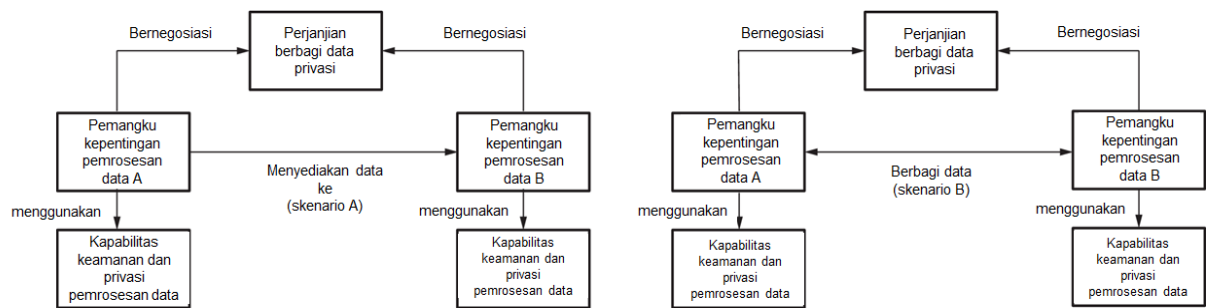 Bernegosiasi
Perjanjian
berbagi data
privasi
Bernegosiasi
Pemangku
kepentingan
pemrosesan
data A
Menyediakan data
ke
(skenario A)
Pemangku
kepentingan
pemrosesan
data B
menggunakan
menggunakan
Kapabilitas
keamanan dan
privasi
pemrosesan data
Kapabilitas
keamanan dan
privasi
pemrosesan data
Bernegosiasi
Perjanjian
berbagi data
privasi
Bernegosiasi
Pemangku
kepentingan
pemrosesan
data A
Berbagi data
(skenario B)
Pemangku
kepentingan
pemrosesan
data B
menggunakan
menggunakan
Kapabilitas
keamanan dan
privasi
pemrosesan data
Kapabilitas
keamanan dan
privasi
pemrosesan data